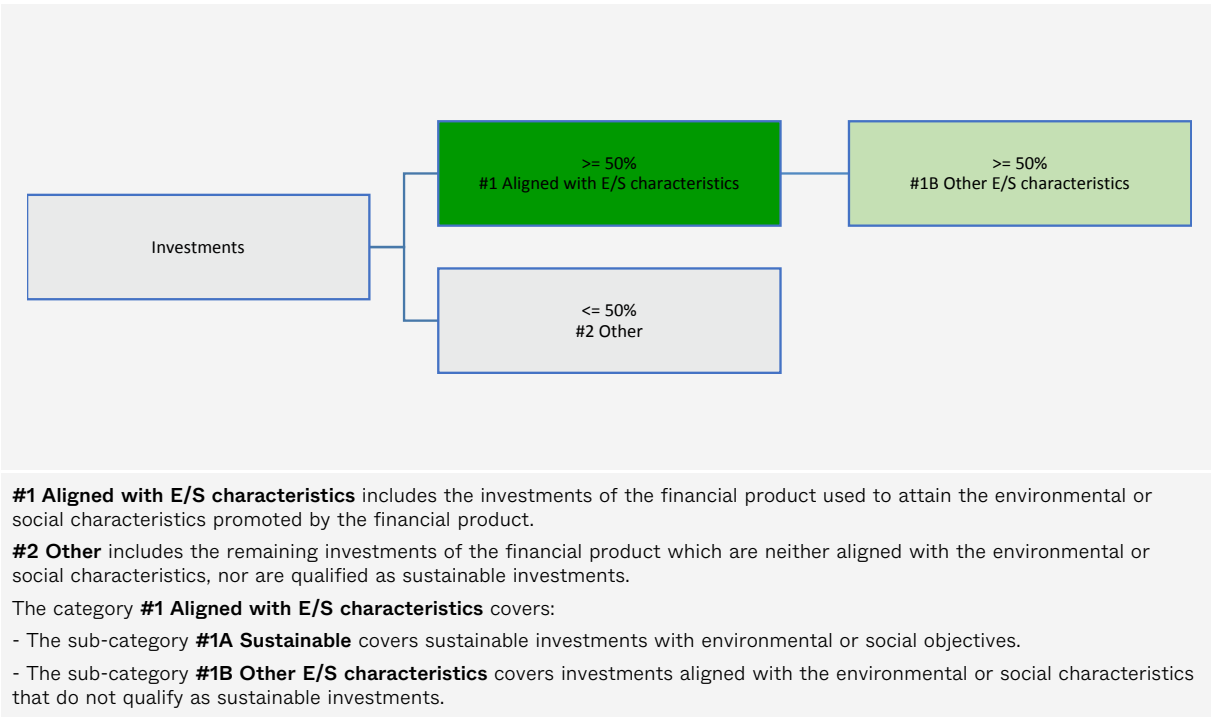 >= 50%
#1 Aligned with E/S characteristics
>= 50%
#1B Other E/S characteristics
Investments
<= 50%
#2 Other
#1 Aligned with E/S characteristics includes the investments of the financial product used to attain the environmental or
social characteristics promoted by the financial product.
#2 Other includes the remaining investments of the financial product which are neither aligned with the environmental or
social characteristics, nor are qualified as sustainable investments.
The category #1 Aligned with E/S characteristics covers:
- The sub-category #1A Sustainable covers sustainable investments with environmental or social objectives.
- The sub-category #1B Other E/S characteristics covers investments aligned with the environmental or social characteristics
that do not qualify as sustainable investments.